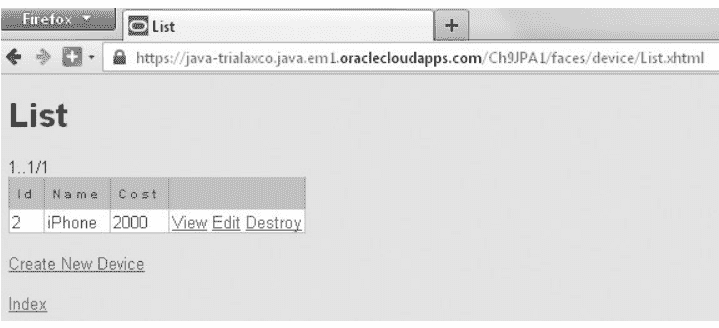 Firefox
List
+
https://java-trialaxco.java.em1.oraclecloudapps.com/Ch9JPA1/faces/device/List.xhtml
List
1..1/1
Id Name Cost
2 iPhone 2000 View Edit Destroy
Create New Device
Index